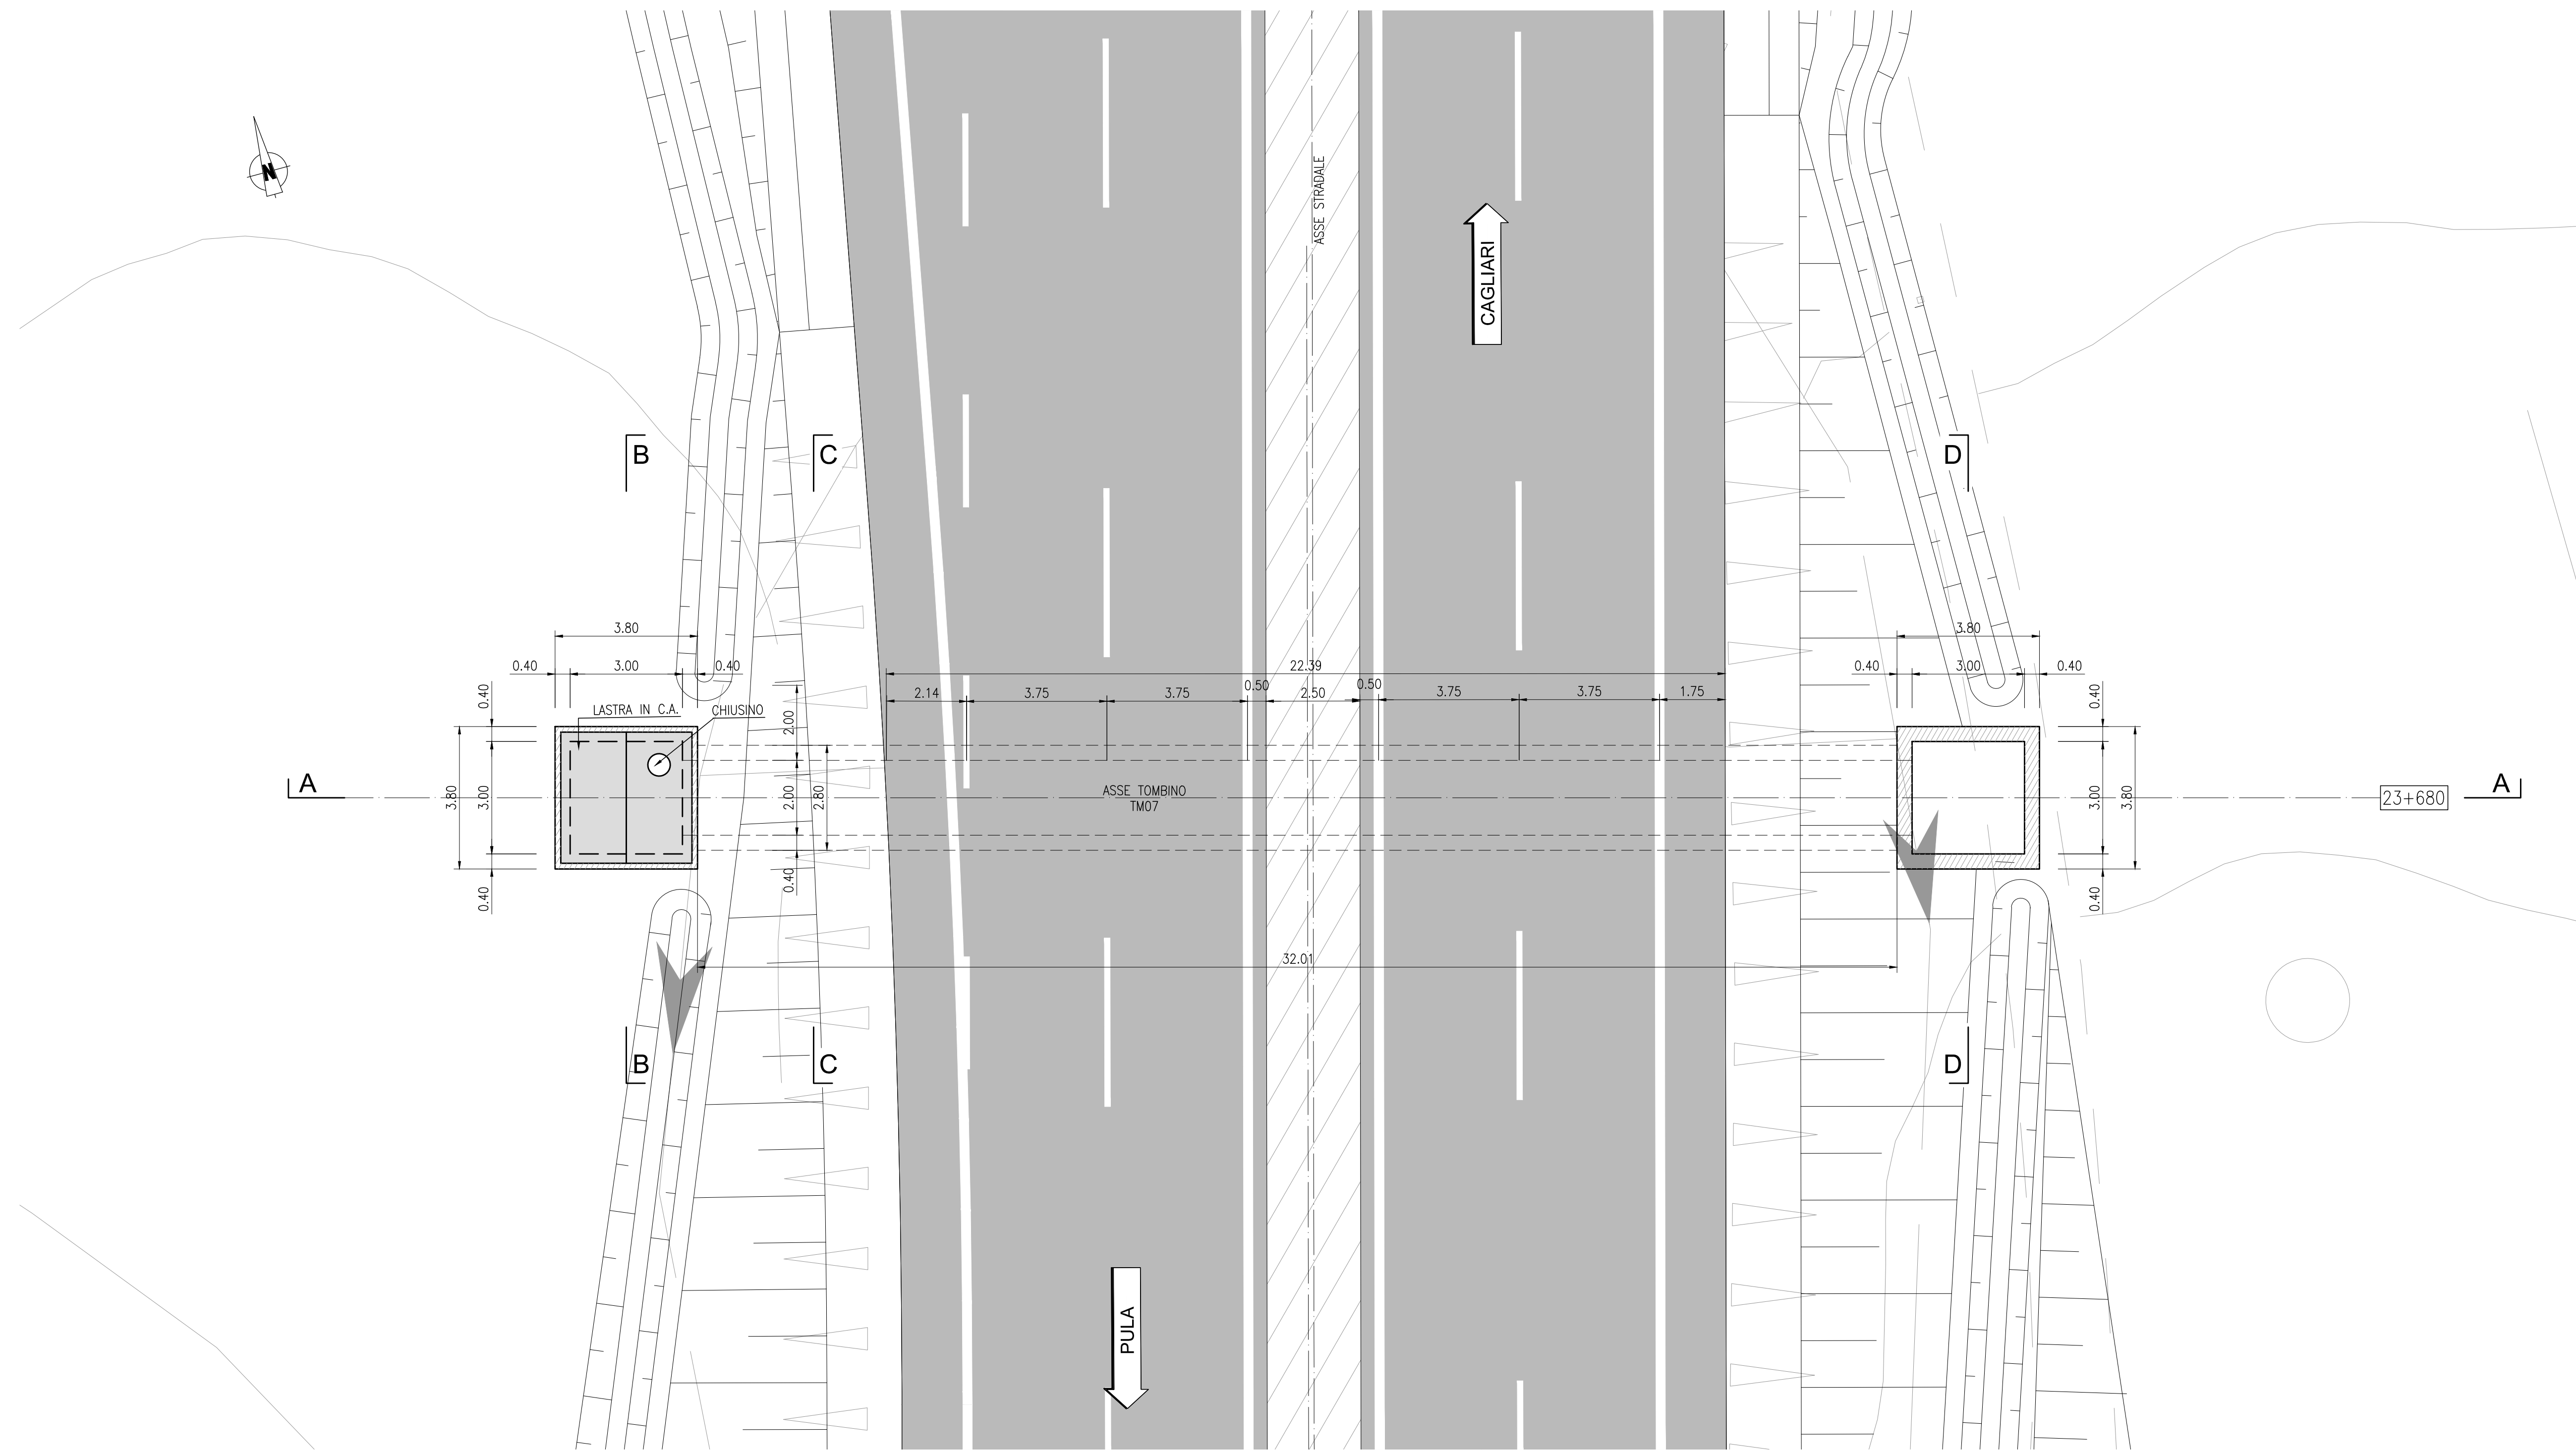 N
ASSE STRADALE
CAGLIARI
B
C
D
3.80
0.40
3.00
0.40
22.39
2.14
3.75
3.75
0.50
2.50
0.50
3.75
3.75
1.75
3.80
0.40
3.00
0.40
LASTRA IN C.A.
CHIUSINO
0.40
3.80
3.00
0.40
2.00
2.00
2.80
0.40
0.40
3.00
3.80
0.40
A
ASSE TOMBINO
TM07
23+680
A
32.01
B
C
D
PULA